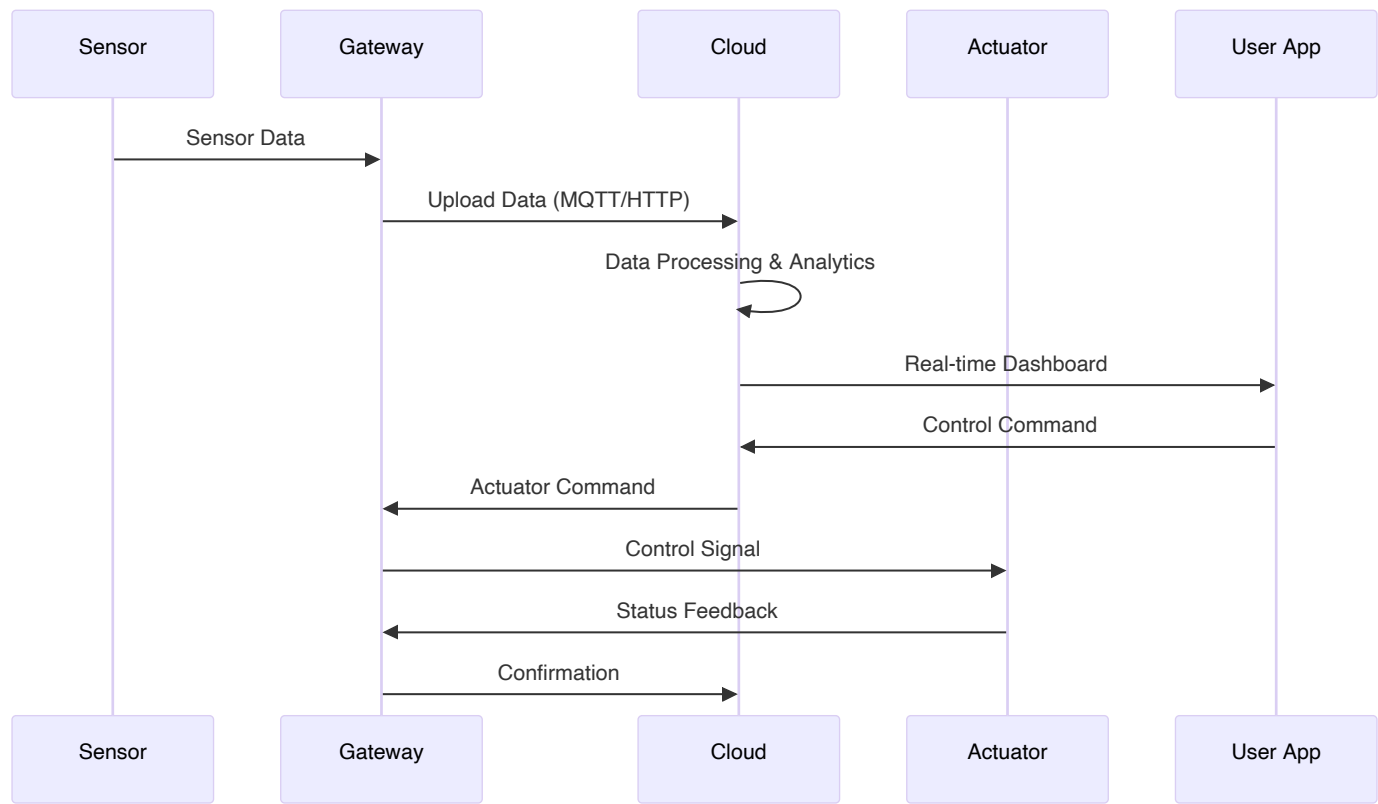 Sensor
Gateway
Cloud
Actuator
User App
Sensor Data
Upload Data (MQTT/HTTP)
Data Processing & Analytics
Real-time Dashboard
Control Command
Actuator Command
Control Signal
Status Feedback
Confirmation
Sensor
Gateway
Cloud
Actuator
User App